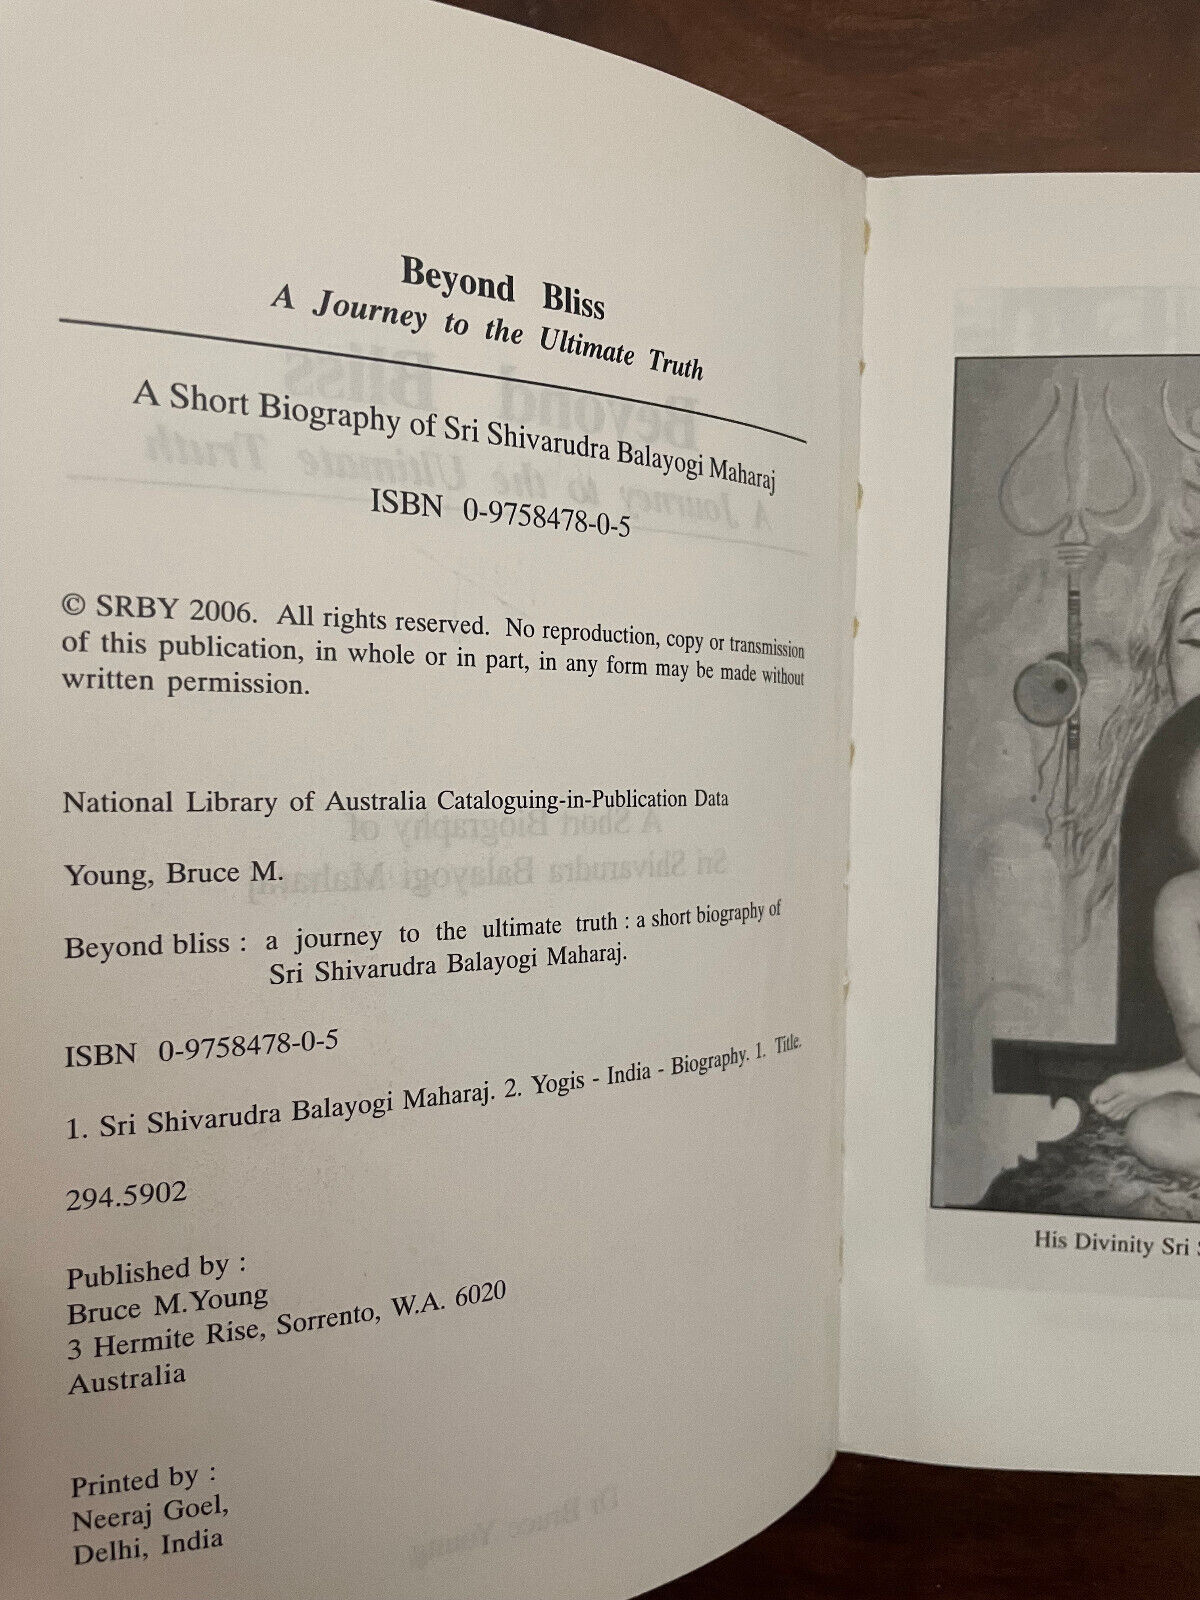 Beyond Bliss
A Journey to the Ultimate Truth
A Short Biography of Sri Shivarudra Balayogi Maharaj
ISBN 0-9758478-0-5
© SRBY 2006. All rights reserved. No reproduction, copy or transmission
of this publication, in whole or in part, in any form may be made without
written permission.
National Library of Australia Cataloguing-in-Publication Data
Young, Bruce M.
Beyond bliss : a journey to the ultimate truth : a short biography of
Sri Shivarudra Balayogi Maharaj.
ISBN 0-9758478-0-5
1. Sri Shivarudra Balayogi Maharaj. 2. Yogis - India - Biography. 1. Title.
294.5902
Published by :
Bruce M.Young
3 Hermite Rise, Sorrento, W.A. 6020
Australia
Printed by :
Neeraj Goel,
Delhi, India
His Divinity Sri